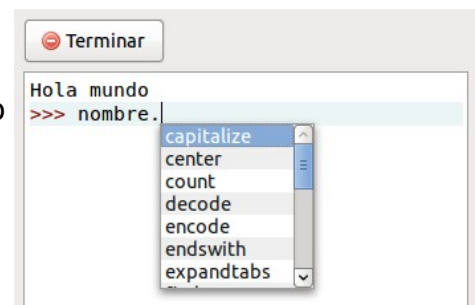 Terminar
Hola mundo
>>> nombre.
capitalize
center
count
decode
encode
endswith
expandtabs